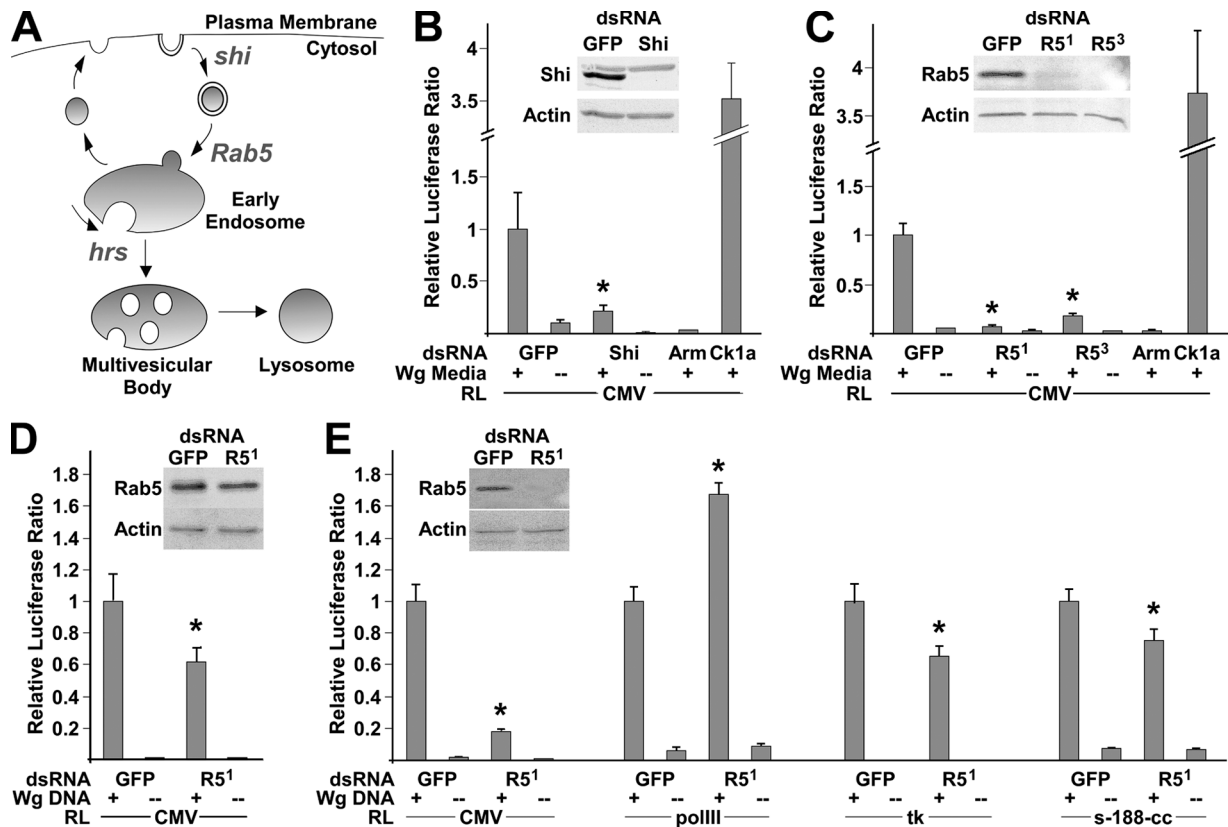 A
Plasma Membrane
Cytosol
shi
Rab5
Early
Endosome
hrs
Multivesicular
Body
Lysosome
B
dsRNA
GFP Shi
Shi
Actin
Relative Luciferase Ratio
4
3.5
1.5
1
0.5
*
dsRNA GFP Shi Arm Ck1a
Wg Media + -- + -- + +
RL CMV
C
dsRNA
GFP R5¹ R5³
Rab5
Actin
Relative Luciferase Ratio
4
3.5
1.5
1
0.5
* *
dsRNA GFP R5¹ R5³ Arm Ck1a
Wg Media + -- + -- + -- + +
RL CMV
D
dsRNA
GFP R5¹
Rab5
Actin
Relative Luciferase Ratio
1.8
1.6
1.4
1.2
1
0.8
0.6
0.4
0.2
*
dsRNA GFP R5¹
Wg DNA + -- + --
RL CMV
E
dsRNA
GFP R5¹
Rab5
Actin
Relative Luciferase Ratio
1.8
1.6
1.4
1.2
1
0.8
0.6
0.4
0.2
* * * *
dsRNA GFP R5¹ GFP R5¹ GFP R5¹ GFP R5¹
Wg DNA + -- + -- + -- + -- + -- + -- + -- + --
RL CMV polIII tk s-188-cc